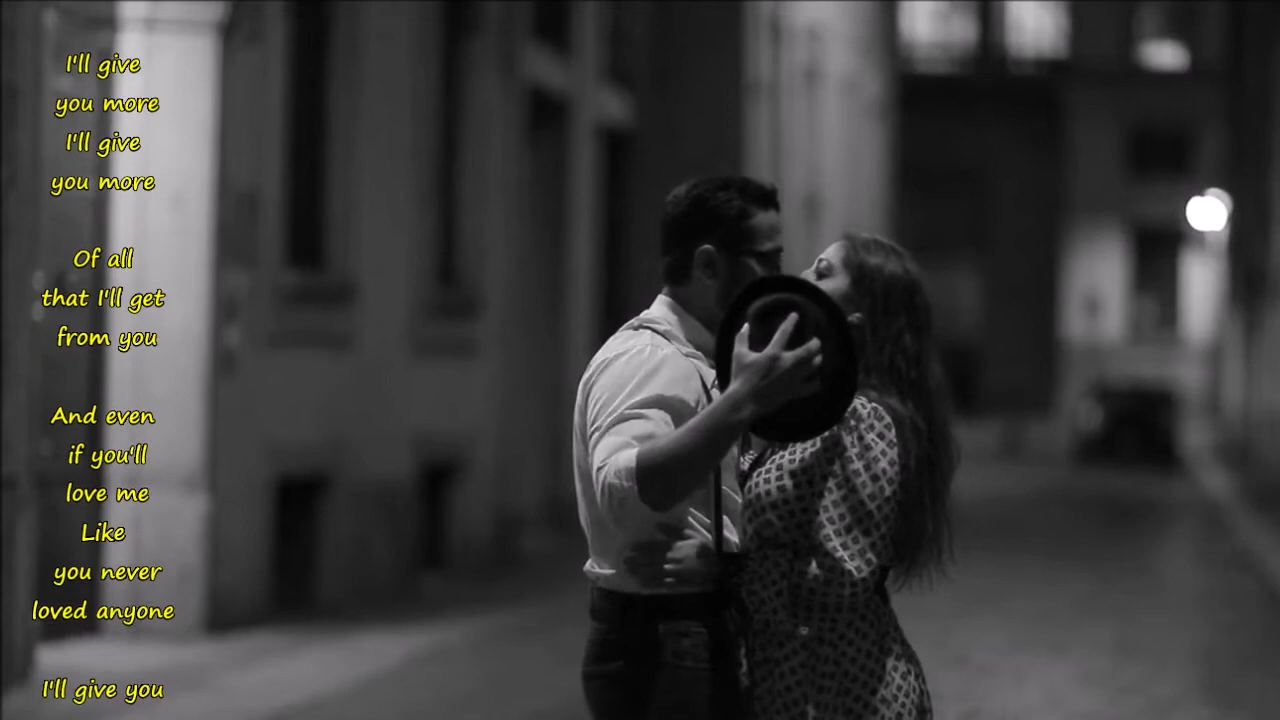 I'll give
you more
I'll give
you more
Of all
that I'll get
from you
And even
if you'll
love me
Like
you never
loved anyone
I'll give you